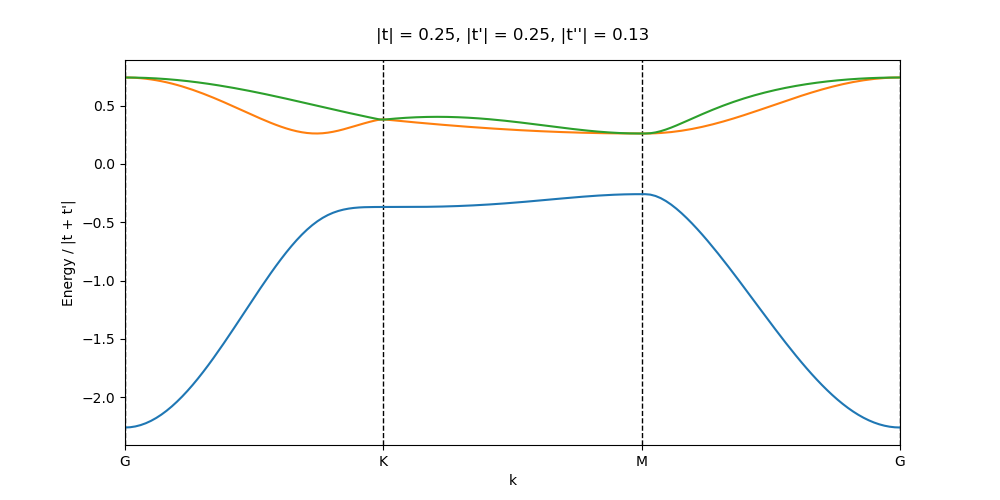 |t| = 0.25, |t'| = 0.25, |t''| = 0.13
Energy / |t + t'|
0.5
0.0
−0.5
−1.0
−1.5
−2.0
G K M G
k